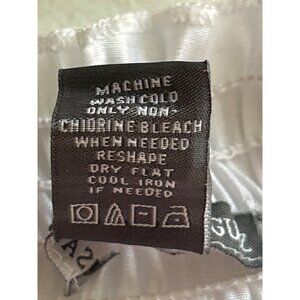 MACHINE
WASH COLD
ONLY NON-
CHLORINE BLEACH
WHEN NEEDED
RESHAPE
DRY FLAT
COOL IRON
IF NEEDED